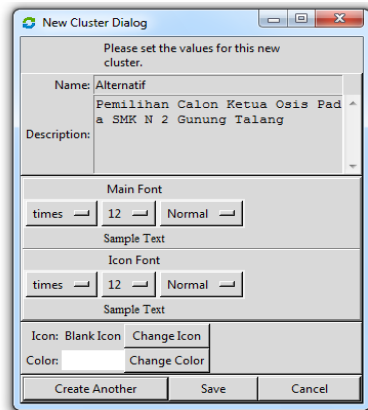 New Cluster Dialog
Please set the values for this new
cluster.
Name: Alternatif
Pemilihan Calon Ketua Osis Pad
a SMK N 2 Gunung Talang
Description:
Main Font
times 12 Normal
Sample Text
Icon Font
times 12 Normal
Sample Text
Icon: Blank Icon Change Icon
Color: Change Color
Create Another Save Cancel